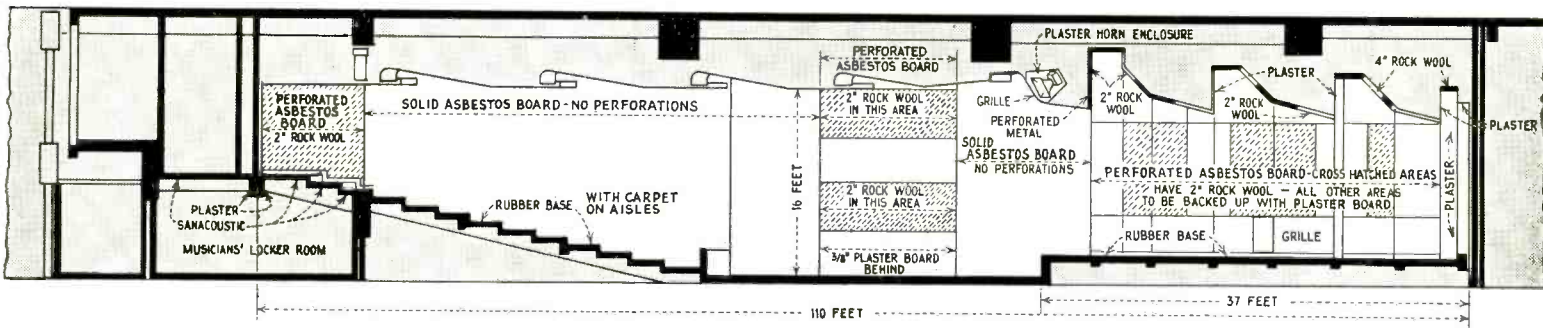 PERFORATED
ASBESTOS
BOARD
2" ROCK WOOL
SOLID ASBESTOS BOARD-NO PERFORATIONS
PERFORATED
ASBESTOS BOARD
2" ROCK WOOL
IN THIS AREA
16 FEET
2" ROCK WOOL
IN THIS AREA
3/8" PLASTER BOARD
BEHIND
PLASTER HORN ENCLOSURE
GRILLE
PERFORATED
METAL
SOLID
ASBESTOS BOARD
NO PERFORATIONS
2" ROCK
WOOL
PLASTER
2" ROCK
WOOL
4" ROCK WOOL
PLASTER
PERFORATED ASBESTOS BOARD-CROSS HATCHED AREAS
HAVE 2" ROCK WOOL – ALL OTHER AREAS
TO BE BACKED UP WITH PLASTER BOARD
PLASTER
RUBBER BASE
GRILLE
PLASTER
SANACOUSTIC
MUSICIANS' LOCKER ROOM
RUBBER BASE
WITH CARPET
ON AISLES
37 FEET
110 FEET